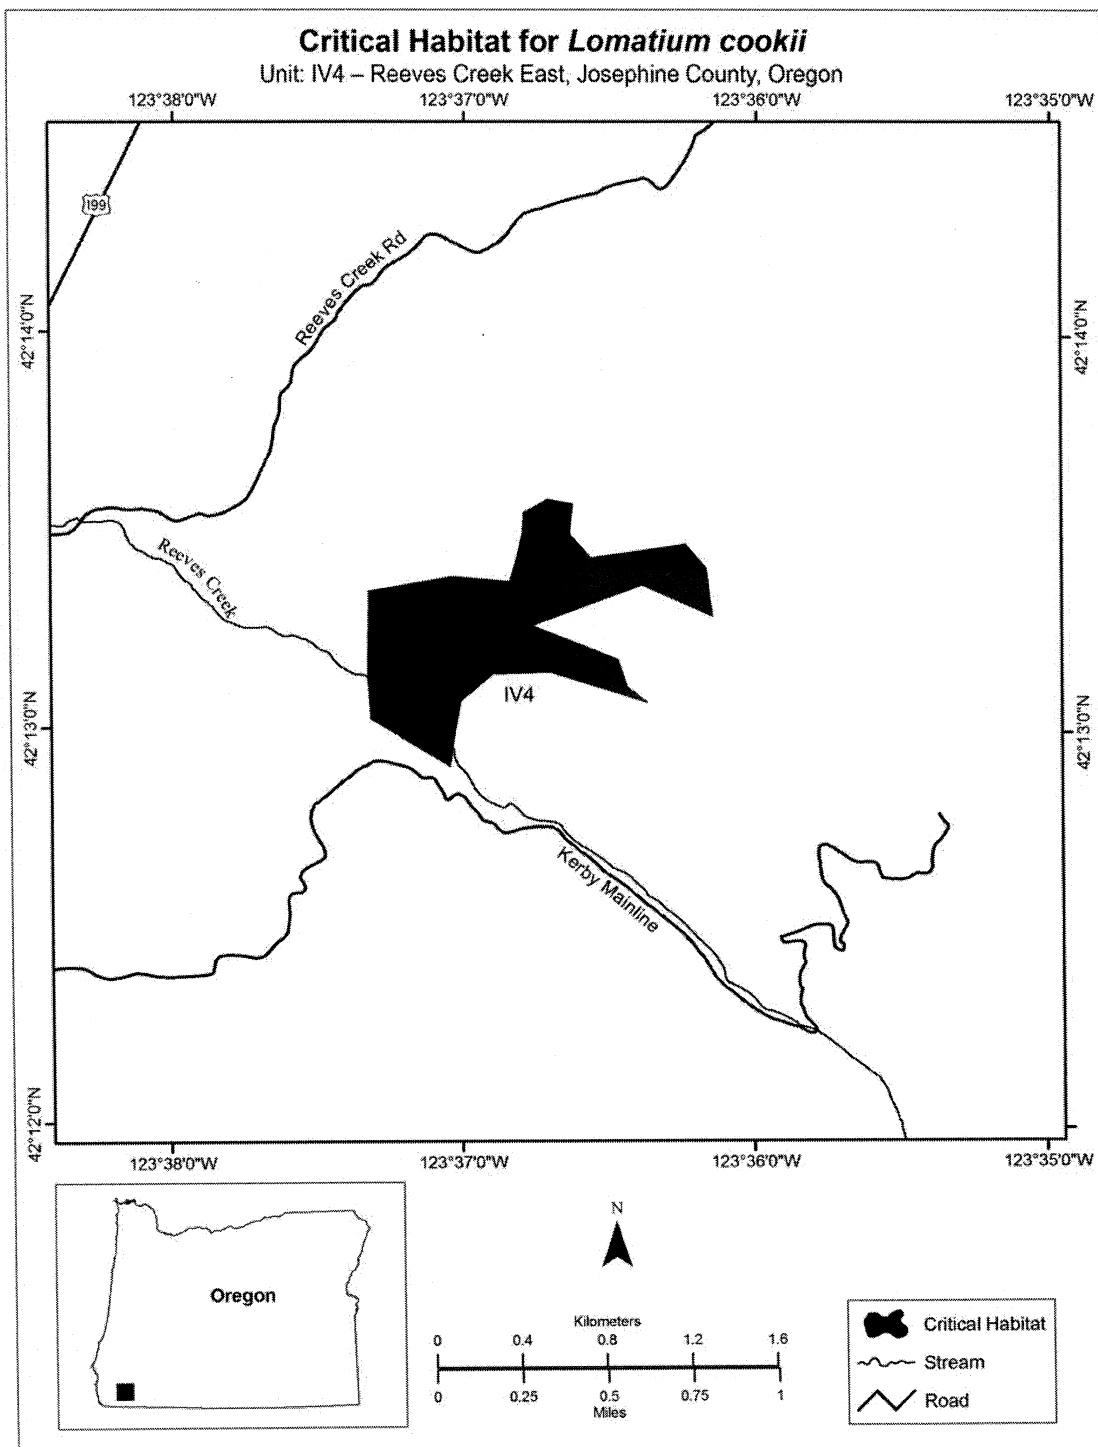 Critical Habitat for Lomatium cookii
Unit: IV4 – Reeves Creek East, Josephine County, Oregon
123°38'0"W 123°37'0"W 123°36'0"W 123°35'0"W
199
Reeves Creek Rd
42°14'0"N 42°14'0"N
Reeves Creek
IV4
42°13'0"N 42°13'0"N
Kerby Mainline
42°12'0"N
123°38'0"W 123°37'0"W 123°36'0"W 123°35'0"W
Oregon
N
Kilometers
0 0.4 0.8 1.2 1.6
0 0.25 0.5 0.75 1
Miles
Critical Habitat
Stream
Road